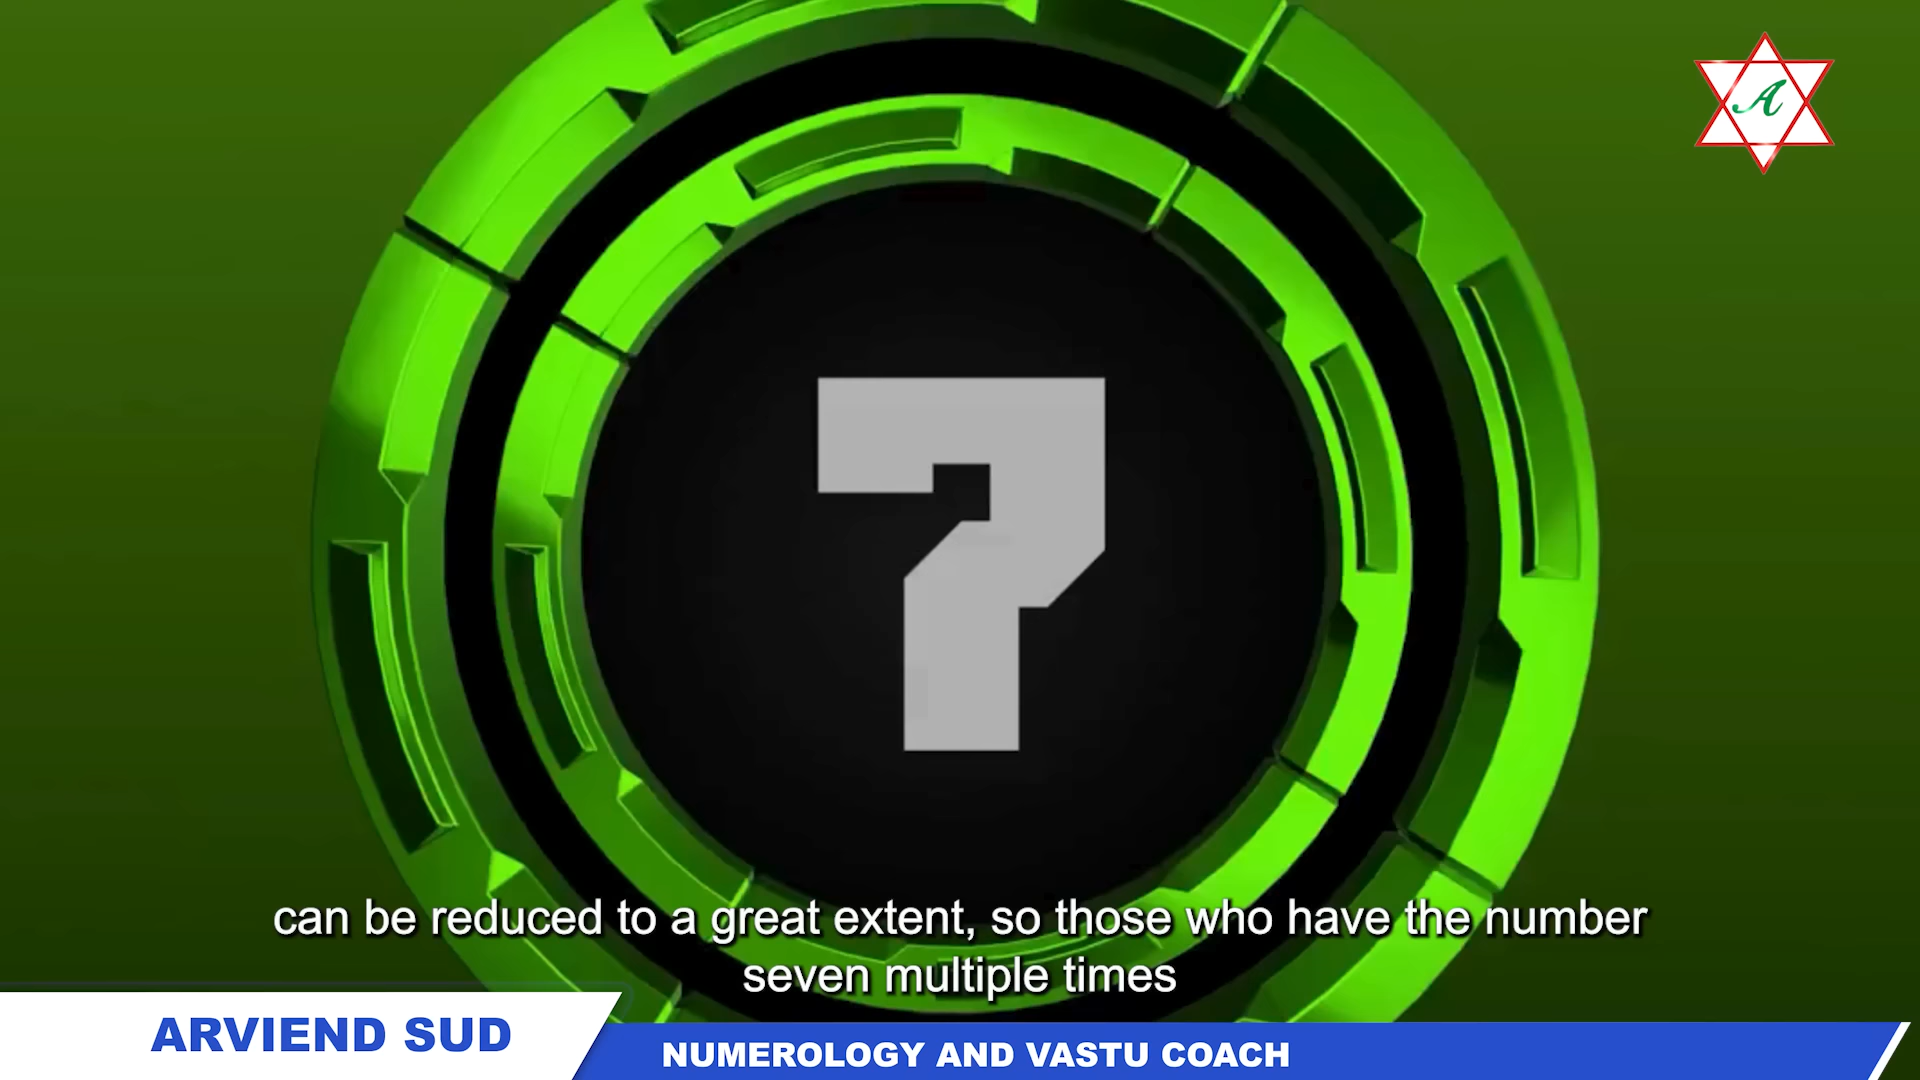 A
7
can be reduced to a great extent, so those who have the number
seven multiple times
ARVIEND SUD
NUMEROLOGY AND VASTU COACH